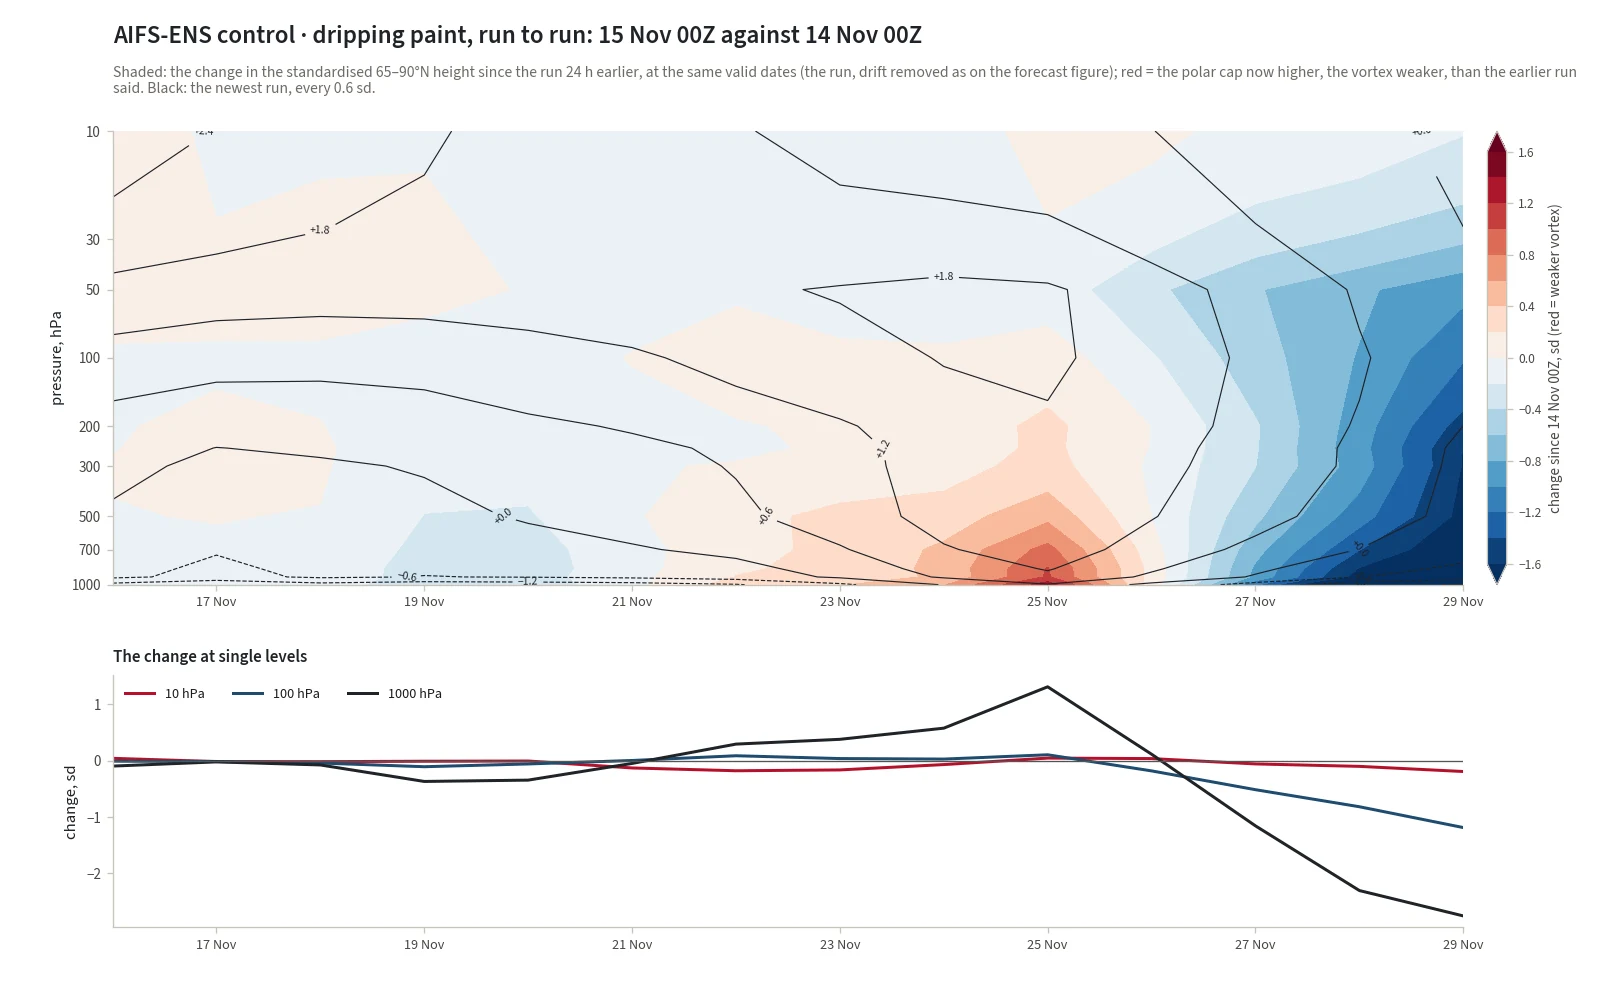 AIFS-ENS control · dripping paint, run to run: 15 Nov 00Z against 14 Nov 00Z
Shaded: the change in the standardised 65–90°N height since the run 24 h earlier, at the same valid dates (the run, drift removed as on the forecast figure); red = the polar cap now higher, the vortex weaker, than the earlier run
said. Black: the newest run, every 0.6 sd.
pressure, hPa
10
30
50
100
200
300
500
700
1000
+1.8
+1.8
+1.2
+0.6
+0.0
−0.6
−1.2
17 Nov
19 Nov
21 Nov
23 Nov
25 Nov
27 Nov
29 Nov
1.6
1.2
0.8
0.4
0.0
−0.4
−0.8
−1.2
−1.6
change since 14 Nov 00Z, sd (red = weaker vortex)
The change at single levels
10 hPa
100 hPa
1000 hPa
change, sd
1
0
−1
−2
17 Nov
19 Nov
21 Nov
23 Nov
25 Nov
27 Nov
29 Nov